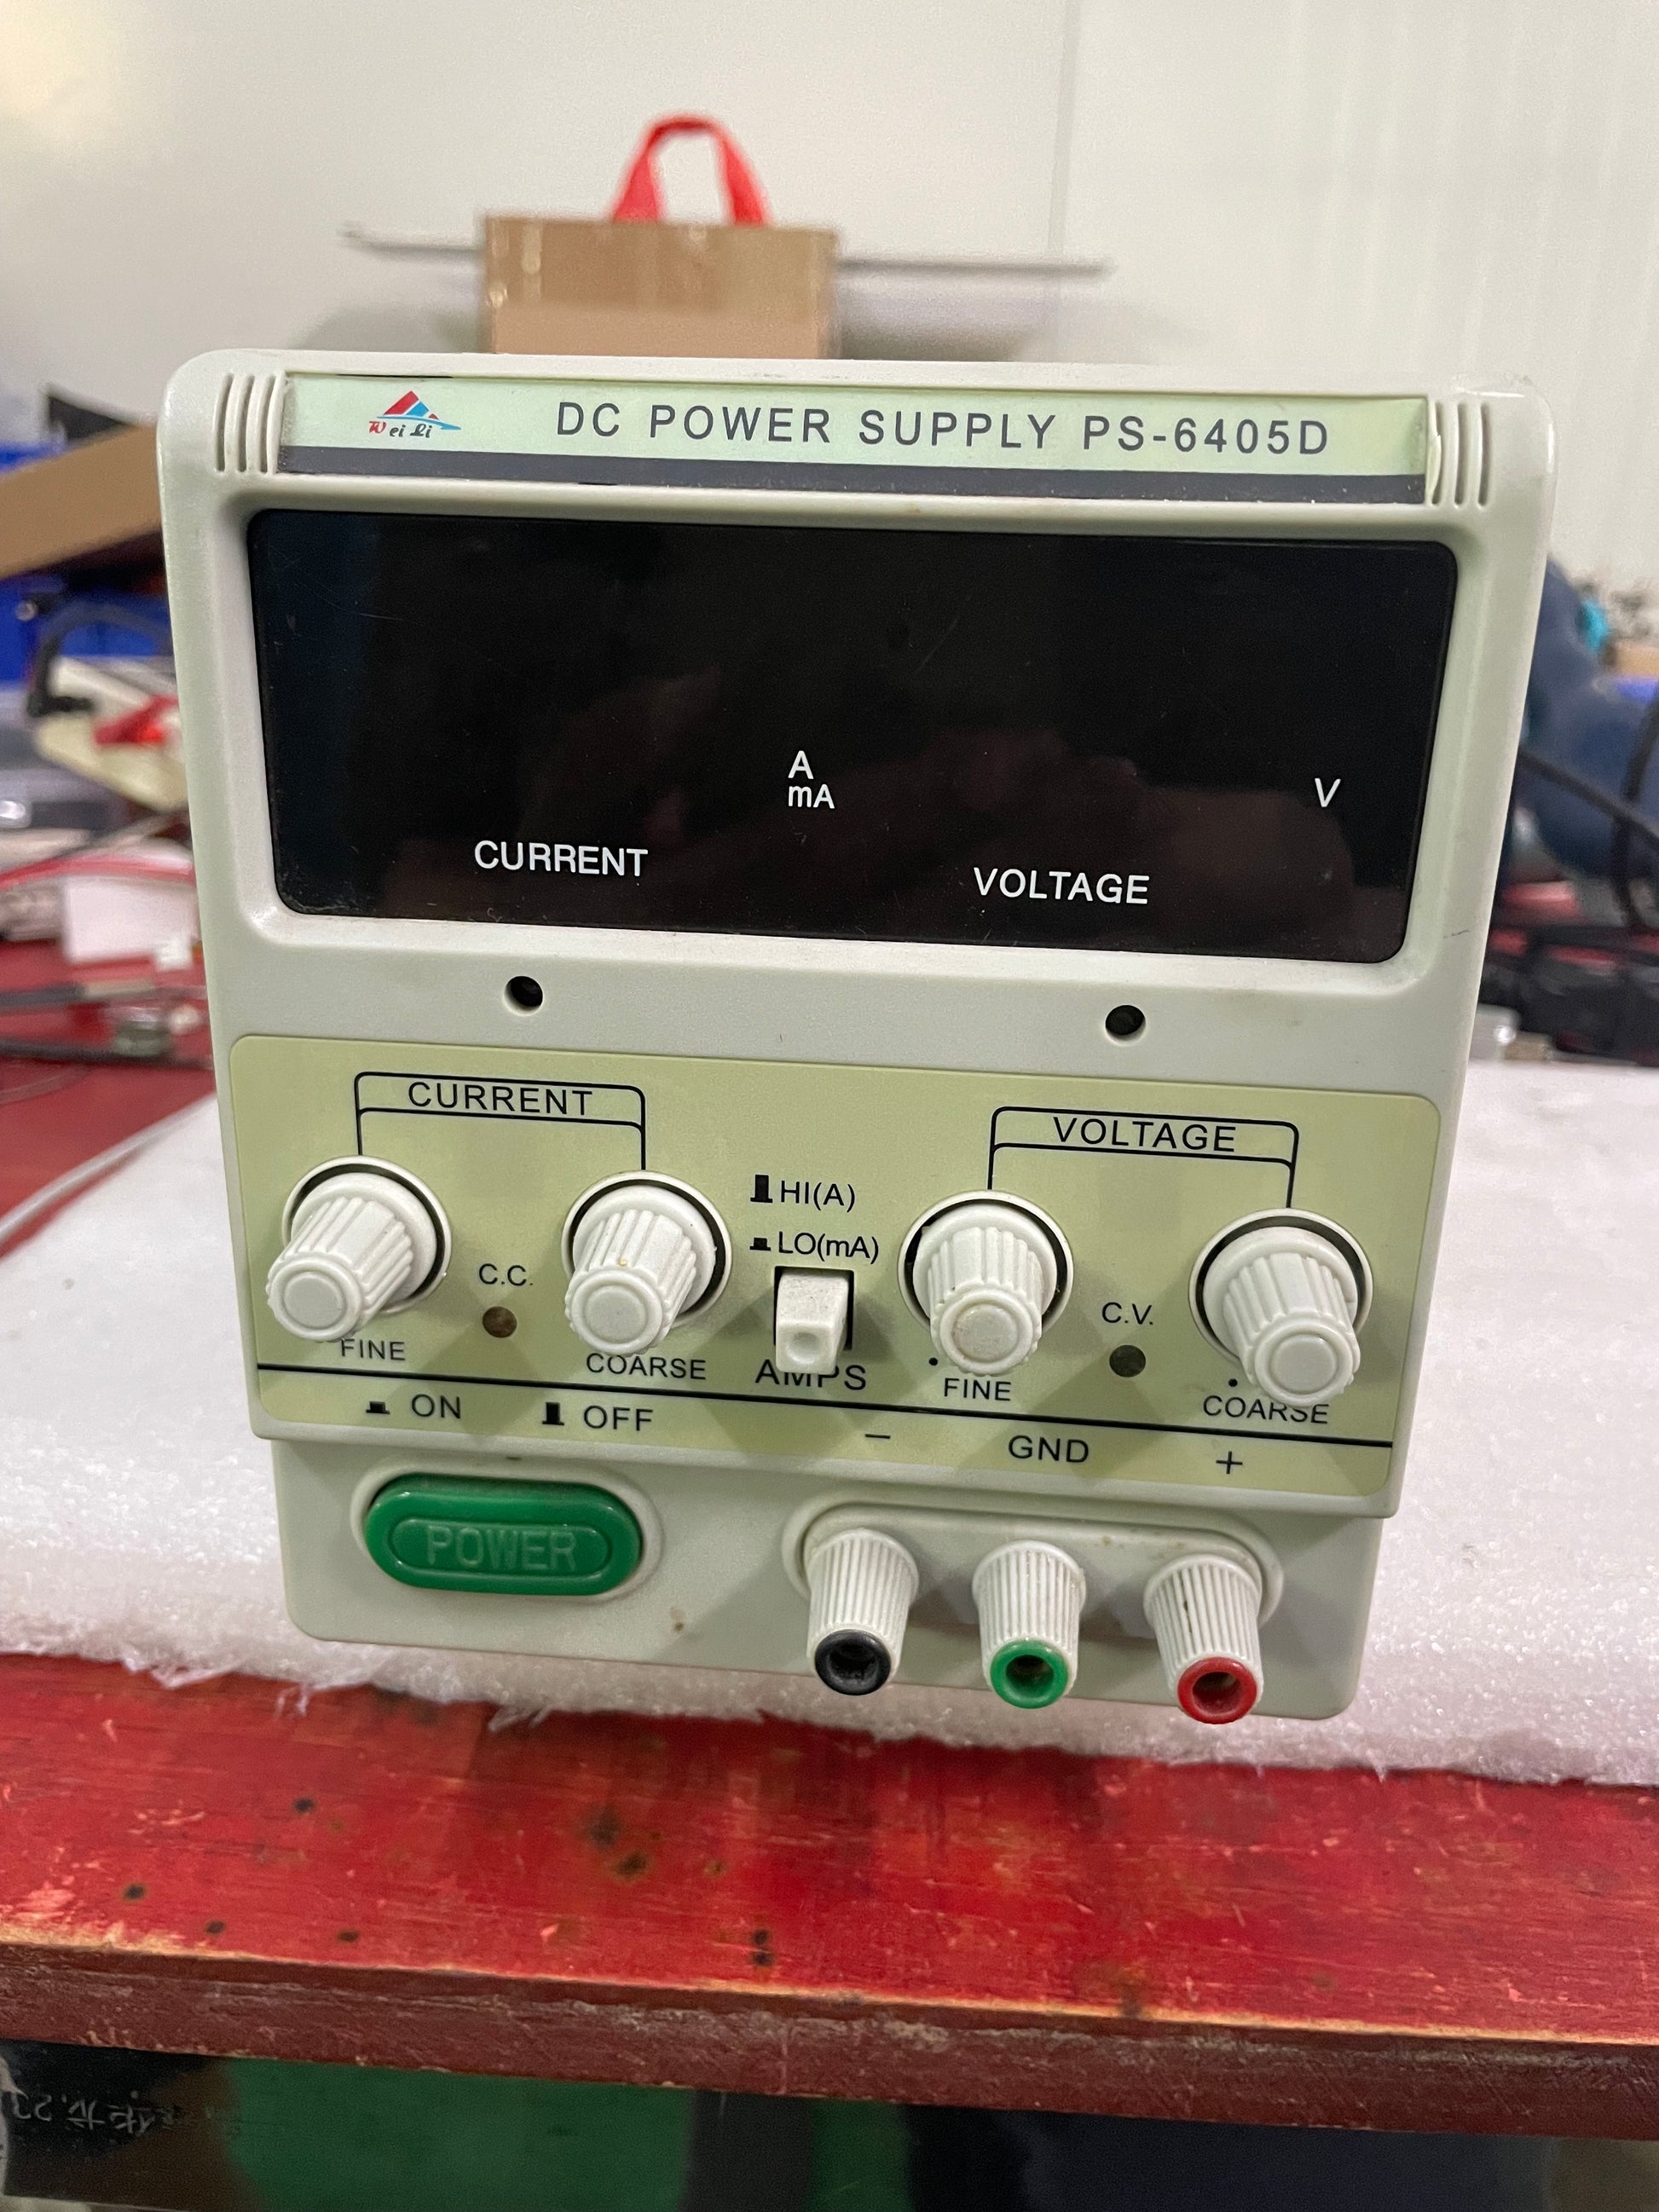 Wei Li
DC POWER SUPPLY PS-6405D
A
mA
V
CURRENT
VOLTAGE
CURRENT
VOLTAGE
HI(A)
LO(mA)
C.C.
C.V.
FINE
COARSE
AMPS
FINE
COARSE
ON
OFF
−
GND
+
POWER